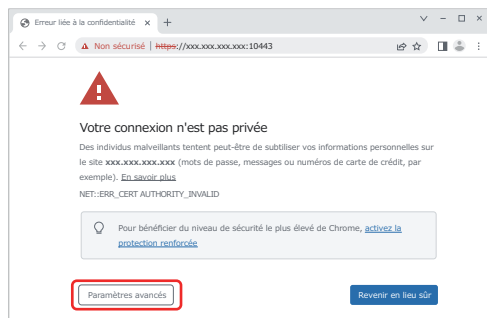 Erreur liée à la confidentialité
Non sécurisé | https://xxx.xxx.xxx.xxx:10443
Votre connexion n'est pas privée
Des individus malveillants tentent peut-être de subtiliser vos informations personnelles sur
le site xxx.xxx.xxx.xxx (mots de passe, messages ou numéros de carte de crédit, par
exemple). En savoir plus
NET::ERR_CERT AUTHORITY_INVALID
Pour bénéficier du niveau de sécurité le plus élevé de Chrome, activez la
protection renforcée
Paramètres avancés
Revenir en lieu sûr